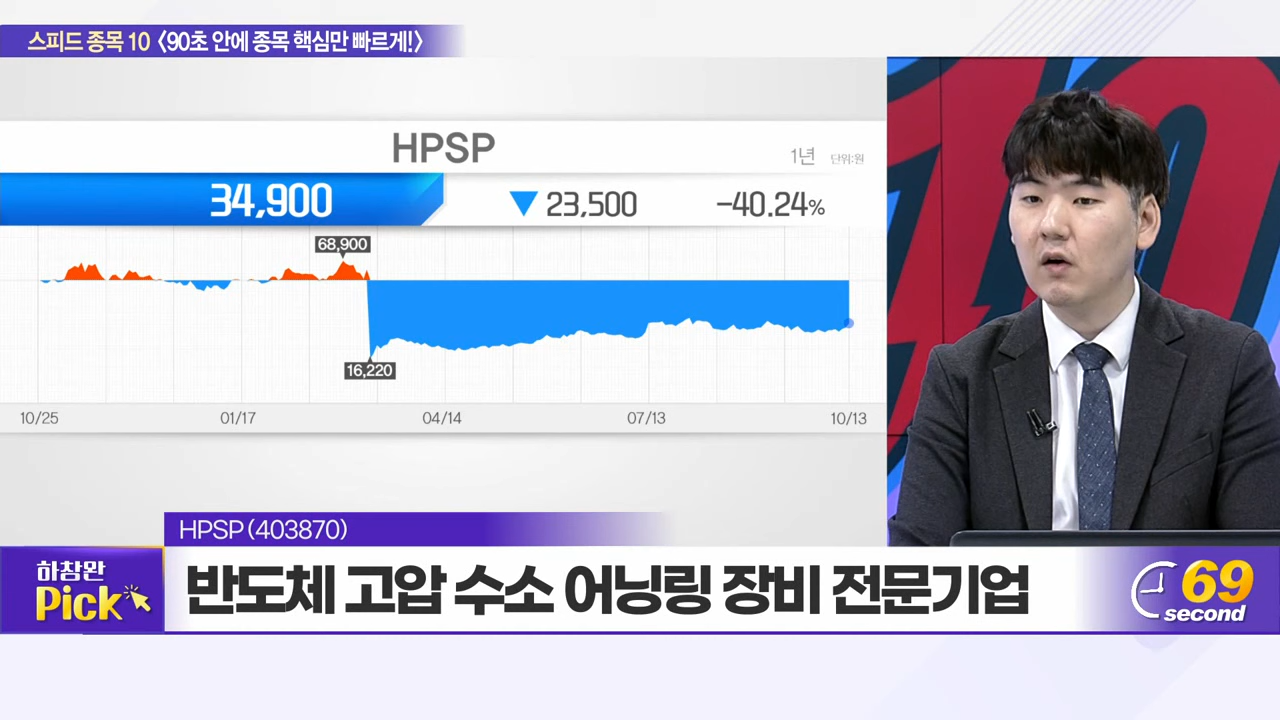 스피드 종목 10 〈90초 안에 종목 핵심만 빠르게!〉
HPSP
1년 단위:원
34,900 ▼ 23,500 -40.24%
68,900
16,220
10/25 01/17 04/14 07/13 10/13
HPSP (403870)
하창완
Pick
반도체 고압 수소 어닝링 장비 전문기업
69
second